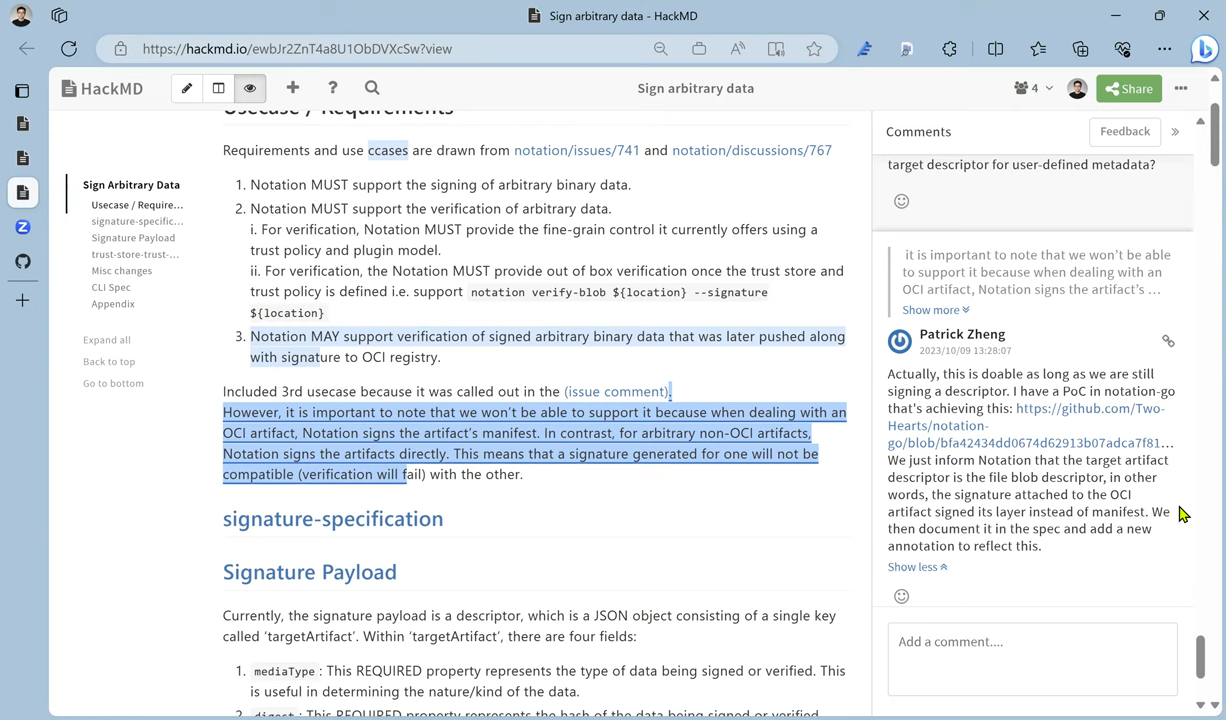 Sign arbitrary data - HackMD
https://hackmd.io/ewbJr2ZnT4a8U1ObDVXcSw?view
HackMD
Sign arbitrary data
4
Share
Sign Arbitrary Data
Usecase / Require...
signature-specific...
Signature Payload
trust-store-trust-...
Misc changes
CLI Spec
Appendix
Expand all
Back to top
Go to bottom
Usecase / Requirements
Requirements and use ccases are drawn from notation/issues/741 and notation/discussions/767
1. Notation MUST support the signing of arbitrary binary data.
2. Notation MUST support the verification of arbitrary data.
i. For verification, Notation MUST provide the fine-grain control it currently offers using a
trust policy and plugin model.
ii. For verification, the Notation MUST provide out of box verification once the trust store and
trust policy is defined i.e. support notation verify-blob ${location} --signature
${location}
3. Notation MAY support verification of signed arbitrary binary data that was later pushed along
with signature to OCI registry.
Included 3rd usecase because it was called out in the (issue comment).
However, it is important to note that we won't be able to support it because when dealing with an
OCI artifact, Notation signs the artifact's manifest. In contrast, for arbitrary non-OCI artifacts,
Notation signs the artifacts directly. This means that a signature generated for one will not be
compatible (verification will fail) with the other.
signature-specification
Signature Payload
Currently, the signature payload is a descriptor, which is a JSON object consisting of a single key
called 'targetArtifact'. Within 'targetArtifact', there are four fields:
1. mediaType : This REQUIRED property represents the type of data being signed or verified. This
is useful in determining the nature/kind of the data.
2. digest : This REQUIRED property represents the hash of the data being signed or verified
Comments
Feedback
target descriptor for user-defined metadata?
it is important to note that we won't be able
to support it because when dealing with an
OCI artifact, Notation signs the artifact's ...
Show more
Patrick Zheng
2023/10/09 13:28:07
Actually, this is doable as long as we are still
signing a descriptor. I have a PoC in notation-go
that's achieving this: https://github.com/Two-
Hearts/notation-
go/blob/bfa42434dd0674d62913b07adca7f81...
We just inform Notation that the target artifact
descriptor is the file blob descriptor, in other
words, the signature attached to the OCI
artifact signed its layer instead of manifest. We
then document it in the spec and add a new
annotation to reflect this.
Show less
Add a comment....